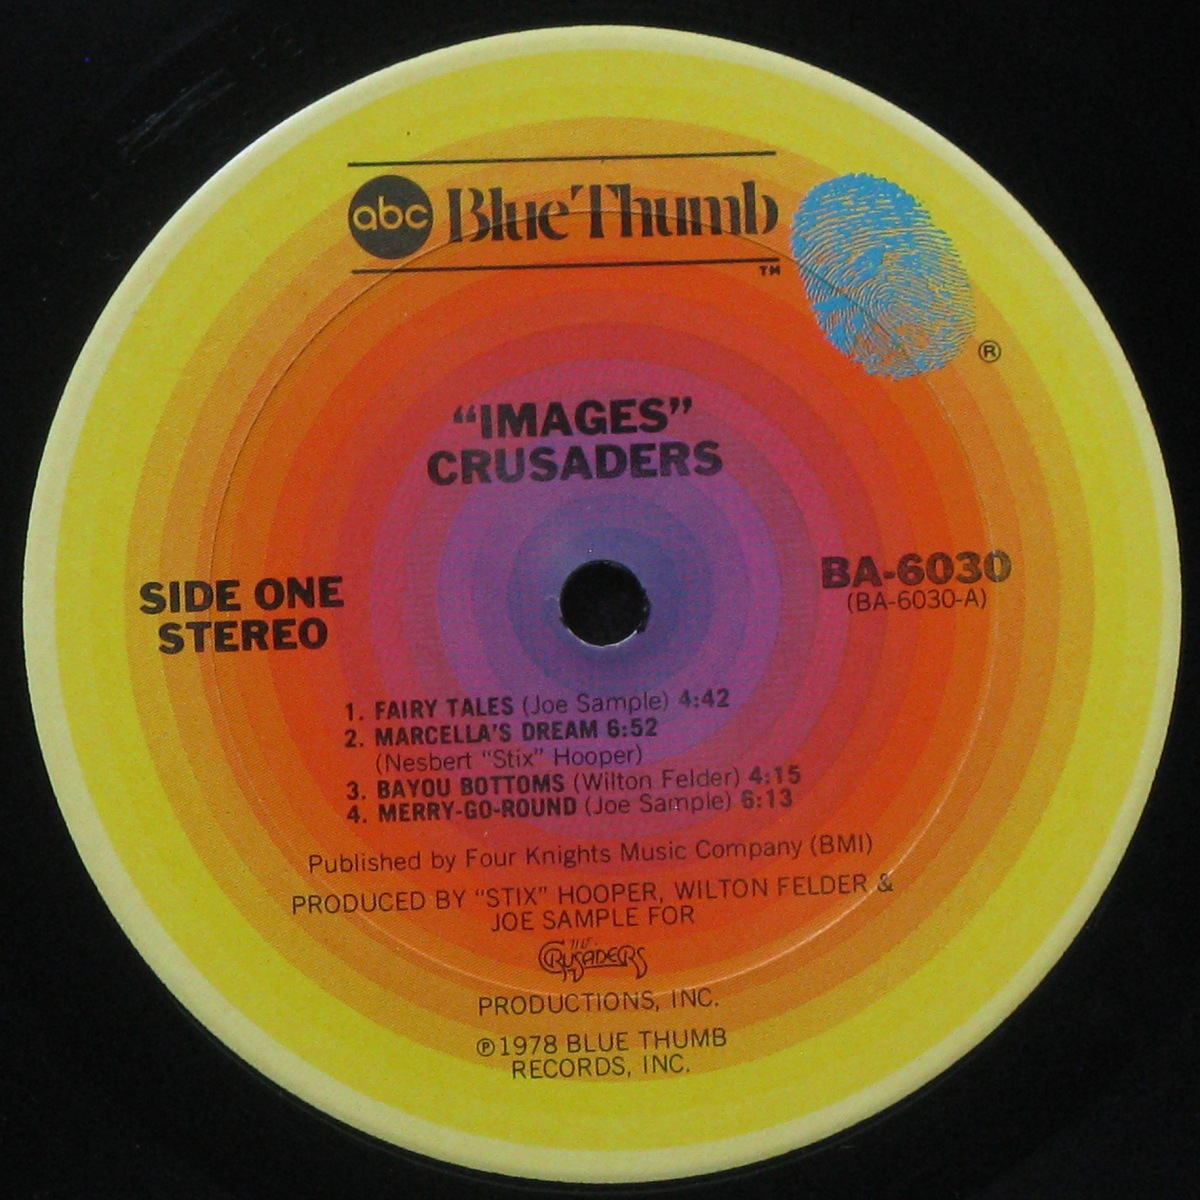 abc Blue Thumb
TM
®
“IMAGES”
CRUSADERS
SIDE ONE
STEREO
BA-6030
(BA-6030-A)
1. FAIRY TALES (Joe Sample) 4:42
2. MARCELLA'S DREAM 6:52
(Nesbert “Stix” Hooper)
3. BAYOU BOTTOMS (Wilton Felder) 4:15
4. MERRY-GO-ROUND (Joe Sample) 6:13
Published by Four Knights Music Company (BMI)
PRODUCED BY “STIX” HOOPER, WILTON FELDER &
JOE SAMPLE FOR
THE
CRUSADERS
PRODUCTIONS, INC.
℗1978 BLUE THUMB
RECORDS, INC.